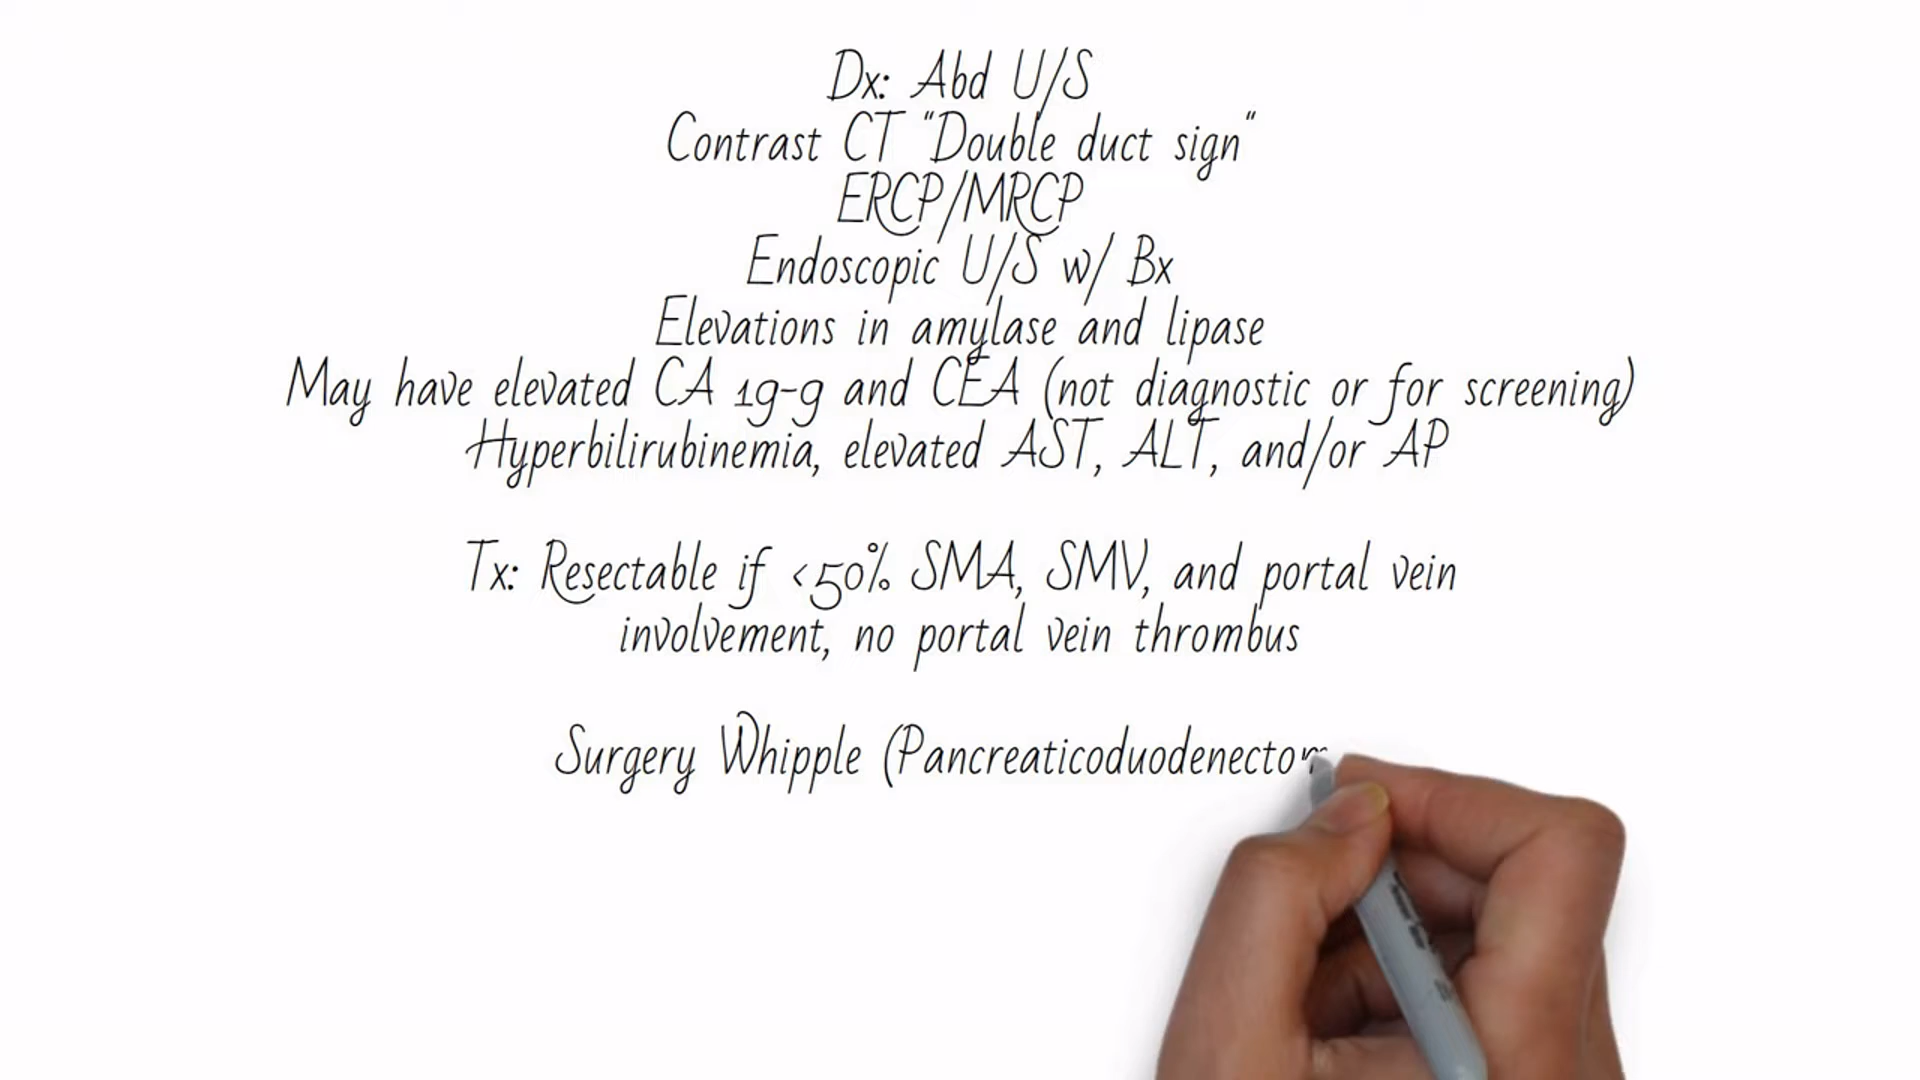 Dx: Abd U/S
Contrast CT "Double duct sign"
ERCP/MRCP
Endoscopic U/S w/ Bx
Elevations in amylase and lipase
May have elevated CA 19-9 and CEA (not diagnostic or for screening)
Hyperbilirubinemia, elevated AST, ALT, and/or AP
Tx: Resectable if <50% SMA, SMV, and portal vein
involvement, no portal vein thrombus
Surgery Whipple (Pancreaticoduodenectom